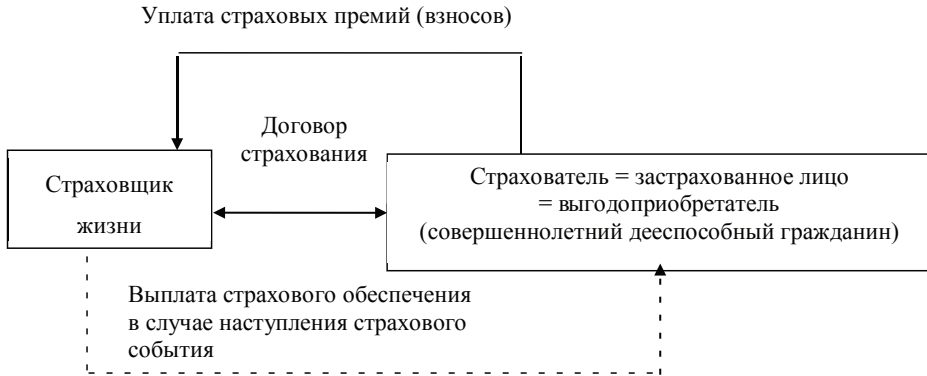 Уплата страховых премий (взносов)
Договор
страхования
Страховщик
жизни
Страхователь = застрахованное лицо
= выгодоприобретатель
(совершеннолетний дееспособный гражданин)
Выплата страхового обеспечения
в случае наступления страхового
события